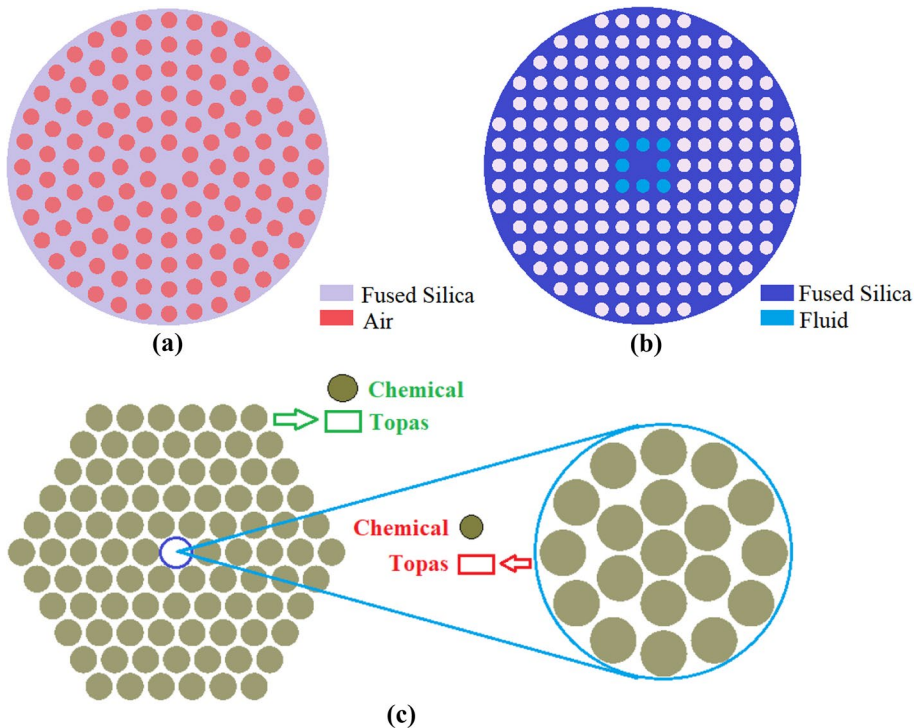 Fused Silica
Air
(a)
Fused Silica
Fluid
(b)
Chemical
Topas
Chemical
Topas
(c)